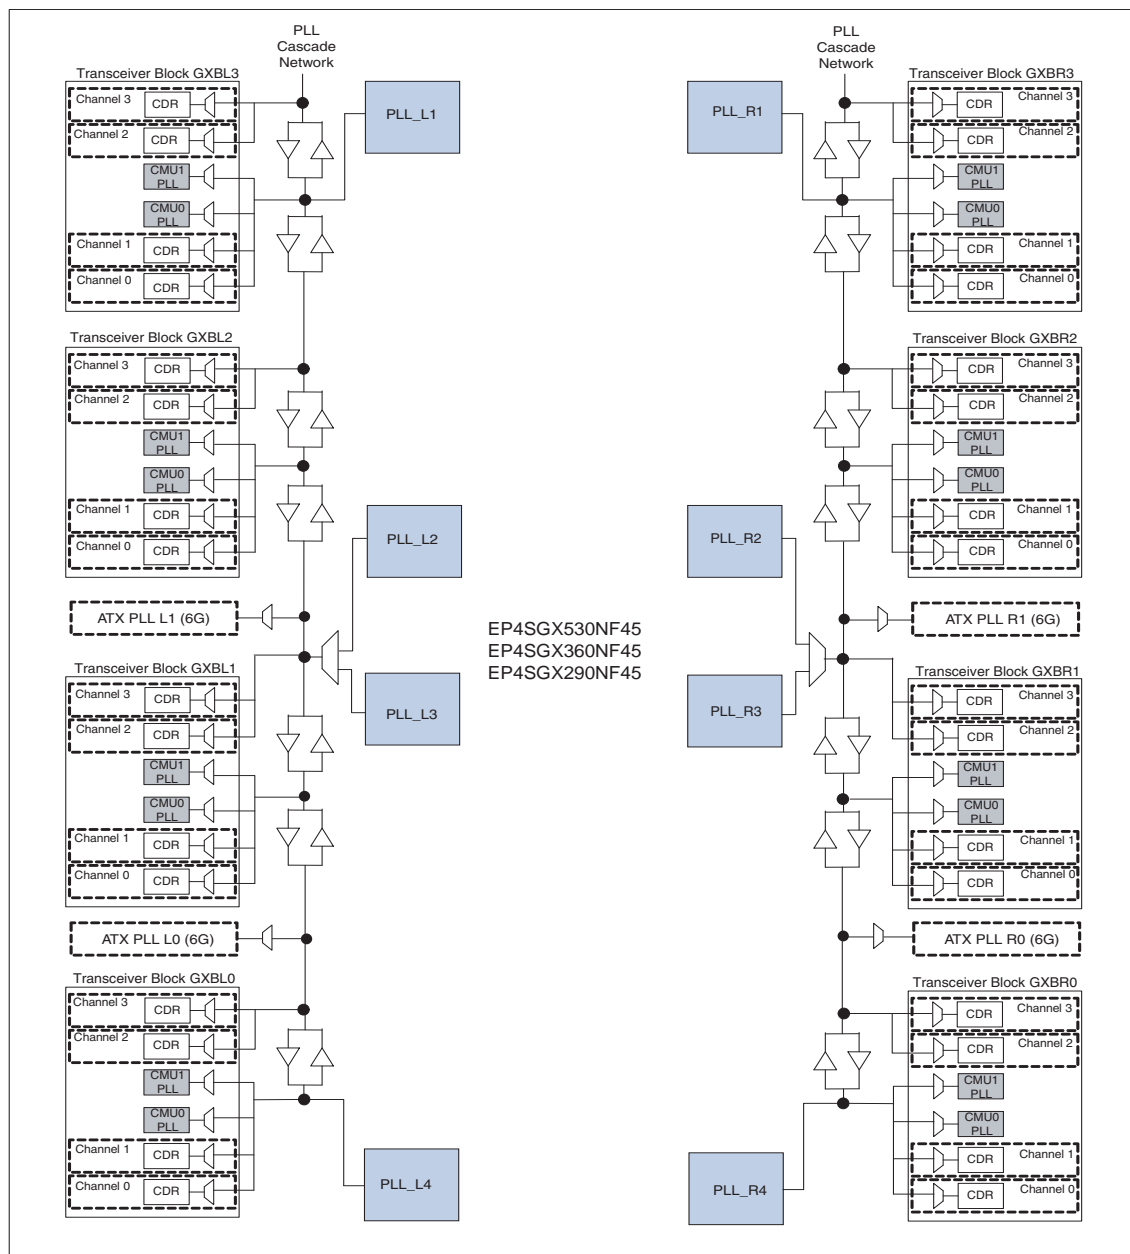 PLL
Cascade
Network
Transceiver Block GXBL3
Channel 3
CDR
Channel 2
CDR
CMU1
PLL
CMU0
PLL
Channel 1
CDR
Channel 0
CDR
PLL_L1
Transceiver Block GXBL2
Channel 3
CDR
Channel 2
CDR
CMU1
PLL
CMU0
PLL
Channel 1
CDR
Channel 0
CDR
PLL_L2
ATX PLL L1 (6G)
Transceiver Block GXBL1
Channel 3
CDR
Channel 2
CDR
CMU1
PLL
CMU0
PLL
Channel 1
CDR
Channel 0
CDR
PLL_L3
ATX PLL L0 (6G)
Transceiver Block GXBL0
Channel 3
CDR
Channel 2
CDR
CMU1
PLL
CMU0
PLL
Channel 1
CDR
Channel 0
CDR
PLL_L4
EP4SGX530NF45
EP4SGX360NF45
EP4SGX290NF45
PLL
Cascade
Network
PLL_R1
Transceiver Block GXBR3
CDR
Channel 3
CDR
Channel 2
CMU1
PLL
CMU0
PLL
CDR
Channel 1
CDR
Channel 0
Transceiver Block GXBR2
CDR
Channel 3
CDR
Channel 2
CMU1
PLL
CMU0
PLL
CDR
Channel 1
CDR
Channel 0
PLL_R2
ATX PLL R1 (6G)
PLL_R3
Transceiver Block GXBR1
CDR
Channel 3
CDR
Channel 2
CMU1
PLL
CMU0
PLL
CDR
Channel 1
CDR
Channel 0
ATX PLL R0 (6G)
Transceiver Block GXBR0
CDR
Channel 3
CDR
Channel 2
CMU1
PLL
CMU0
PLL
CDR
Channel 1
CDR
Channel 0
PLL_R4